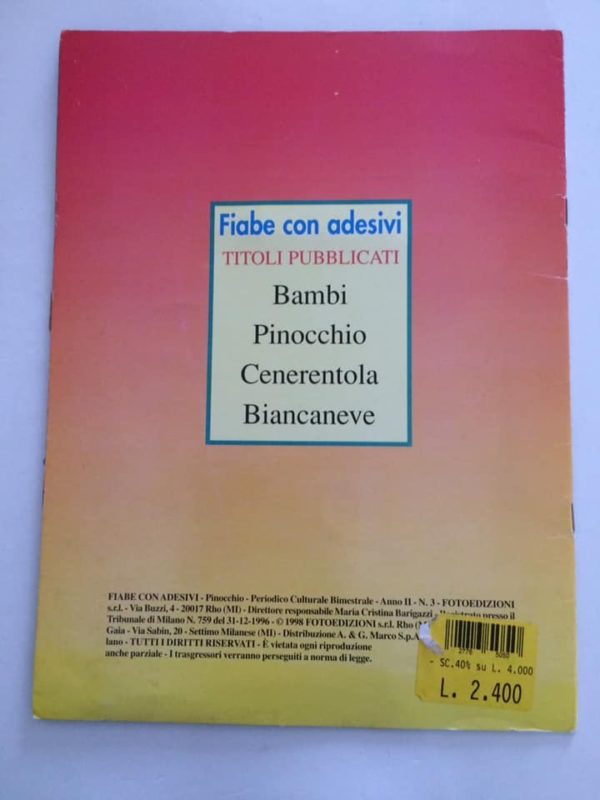 Fiabe con adesivi
TITOLI PUBBLICATI
Bambi
Pinocchio
Cenerentola
Biancaneve
FIABE CON ADESIVI - Pinocchio - Periodico Culturale Bimestrale - Anno II - N. 3 - FOTOEDIZIONI
s.r.l. - Via Buzzi, 4 - 20017 Rho (MI) - Direttore responsabile Maria Cristina Barigazzi - Registrato presso il
Tribunale di Milano N. 759 del 31-12-1996 - © 1998 FOTOEDIZIONI s.r.l. Rho (M
Gaia - Via Sabin, 20 - Settimo Milanese (MI) - Distribuzione A. & G. Marco S.p.A
lano - TUTTI I DIRITTI RISERVATI - È vietata ogni riproduzione
anche parziale - I trasgressori verranno perseguiti a norma di legge.
- SC.40% su L. 4.000
L. 2.400